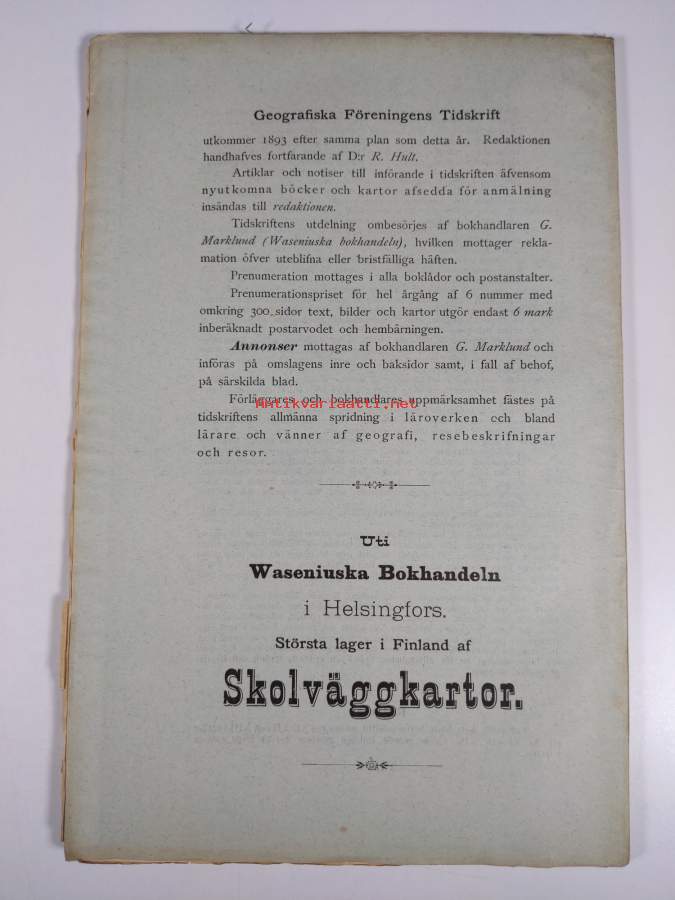 Geografiska Föreningens Tidskrift
utkommer 1893 efter samma plan som detta år. Redaktionen
handhafves fortfarande af D:r R. Hult.
Artiklar och notiser till införande i tidskriften äfvensom
nyutkomna böcker och kartor afsedda för anmälning
insändas till redaktionen.
Tidskriftens utdelning ombesörjes af bokhandlaren G.
Marklund (Waseniuska bokhandeln), hvilken mottager rekla-
mation öfver uteblifna eller bristfälliga häften.
Prenumeration mottages i alla boklådor och postanstalter.
Prenumerationspriset för hel årgång af 6 nummer med
omkring 300 sidor text, bilder och kartor utgör endast 6 mark
inberäknadt postarvodet och hembärningen.
Annonser mottagas af bokhandlaren G. Marklund och
införas på omslagens inre och baksidor samt, i fall af behof,
på särskilda blad.
Förläggares och bokhandlares uppmärksamhet fästes på
Antikvariaatti.net
tidskriftens allmänna spridning i läroverken och bland
lärare och vänner af geografi, resebeskrifningar
och resor.
Uti
Waseniuska Bokhandeln
i Helsingfors.
Största lager i Finland af
Skolväggkartor.